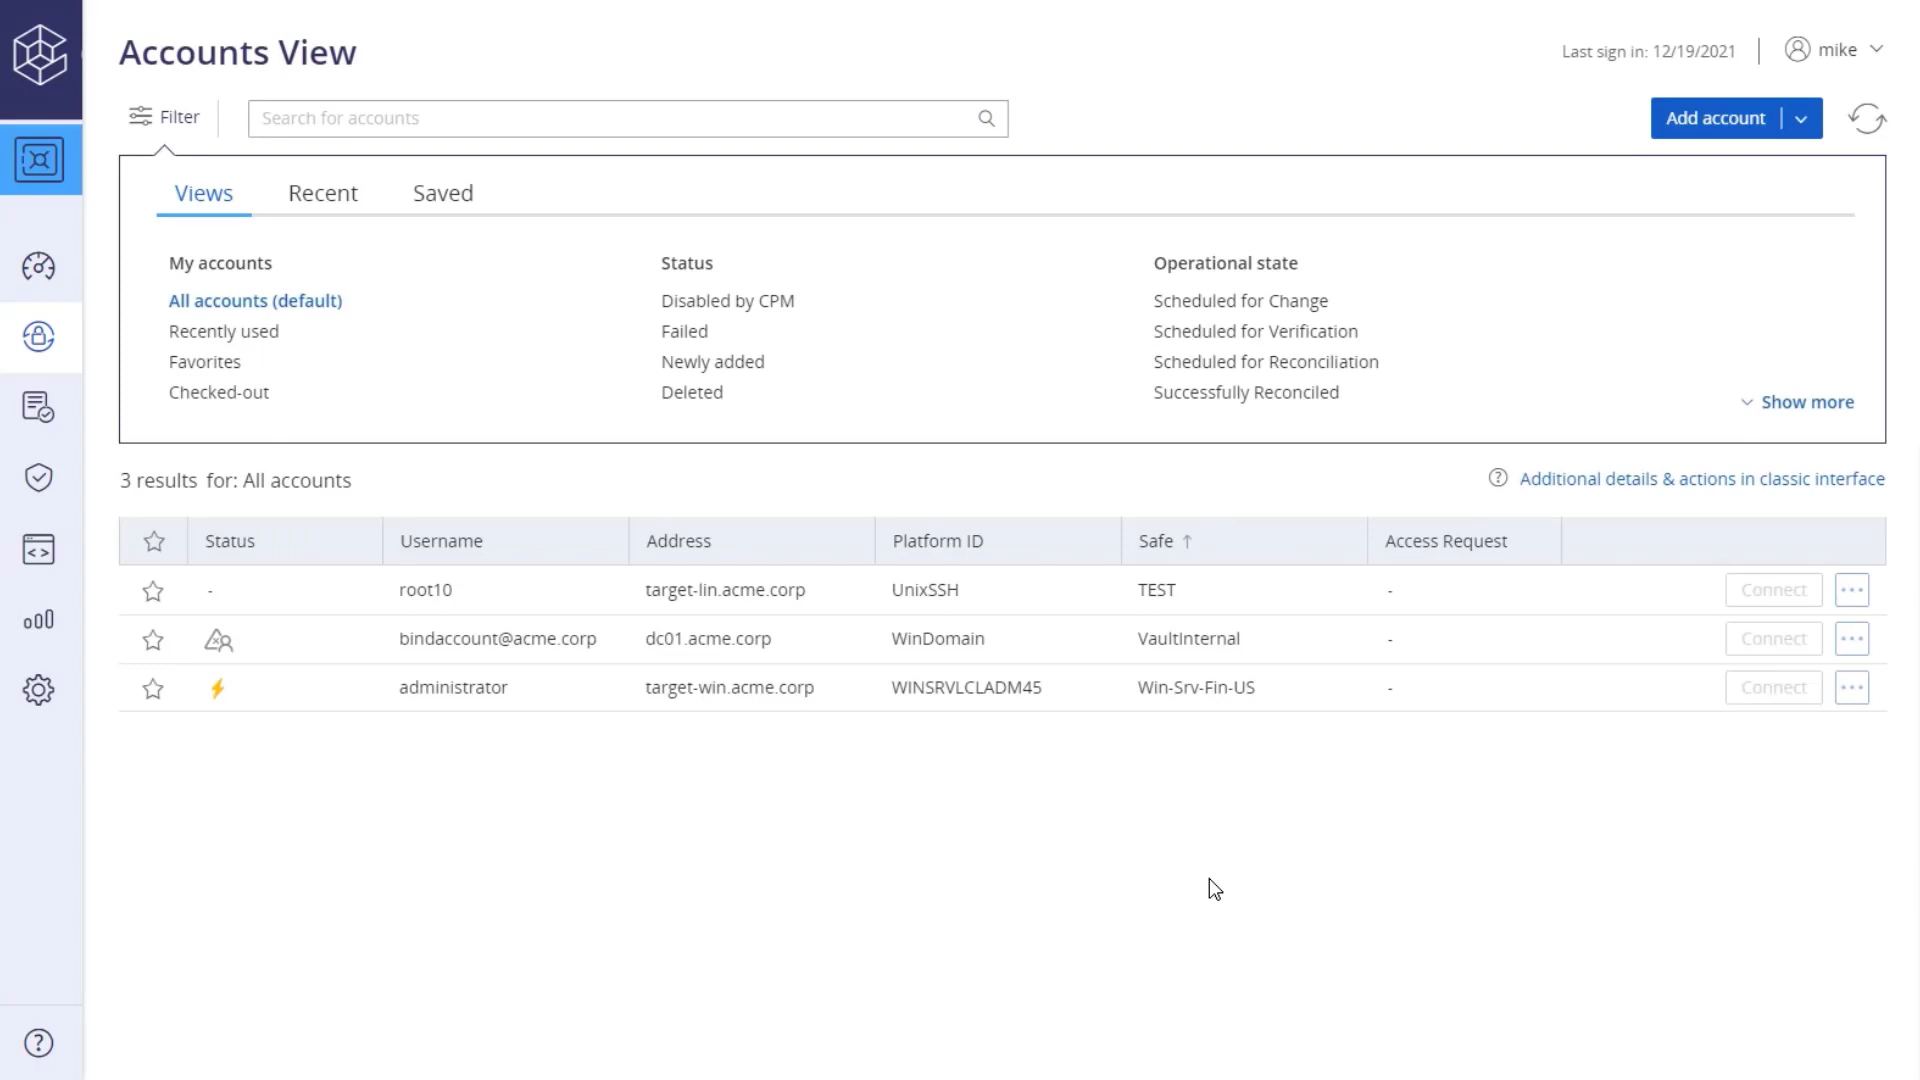 Accounts View
Last sign in: 12/19/2021
mike
Filter
Search for accounts
Add account
Views
Recent
Saved
My accounts
Status
Operational state
All accounts (default)
Disabled by CPM
Scheduled for Change
Recently used
Failed
Scheduled for Verification
Favorites
Newly added
Scheduled for Reconciliation
Checked-out
Deleted
Successfully Reconciled
Show more
3 results for: All accounts
Additional details & actions in classic interface
Status Username Address Platform ID Safe Access Request
- root10 target-lin.acme.corp UnixSSH TEST - Connect
bindaccount@acme.corp dc01.acme.corp WinDomain VaultInternal - Connect
administrator target-win.acme.corp WINSRVLCLADM45 Win-Srv-Fin-US - Connect